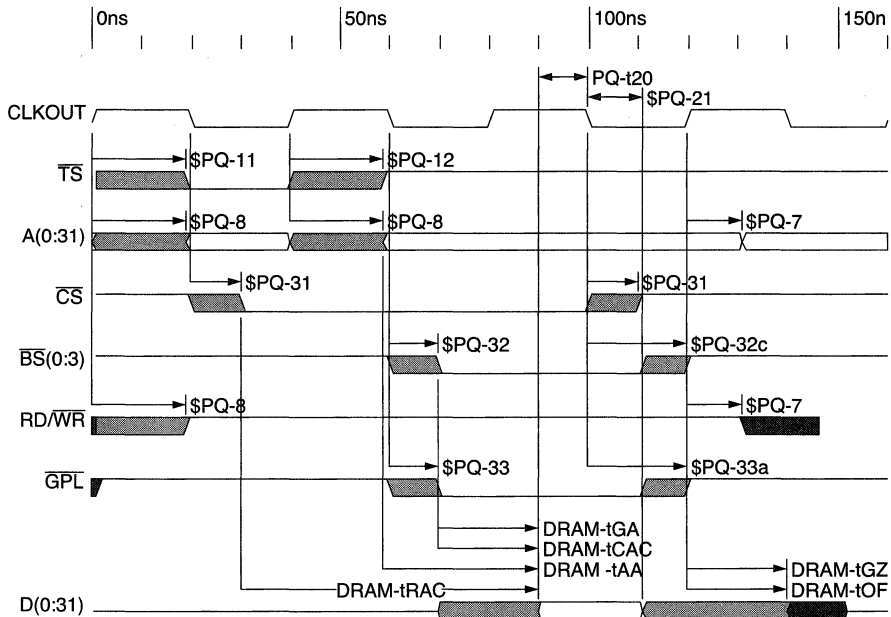 0ns 50ns 100ns 150n
PQ-t20
$PQ-21
CLKOUT
$PQ-11 $PQ-12
TS
$PQ-8 $PQ-8 $PQ-7
A(0:31)
$PQ-31 $PQ-31
CS
$PQ-32 $PQ-32c
BS(0:3)
$PQ-8 $PQ-7
RD/WR
$PQ-33 $PQ-33a
GPL
DRAM-tGA
DRAM-tCAC
DRAM -tAA DRAM-tGZ
DRAM-tRAC DRAM-tOF
D(0:31)